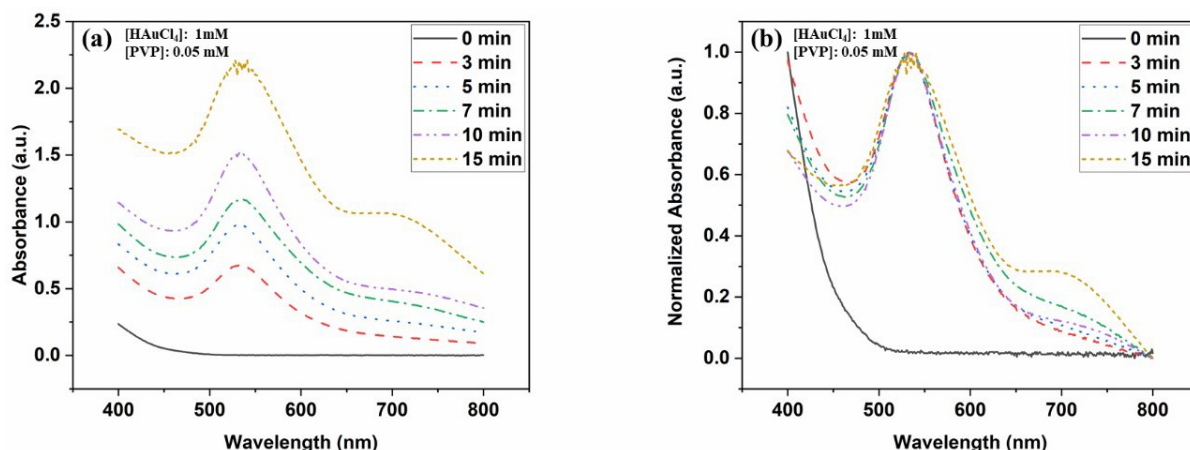 (a)
[HAuCl4]: 1mM
[PVP]: 0.05 mM
0 min
3 min
5 min
7 min
10 min
15 min
2.5
2.0
1.5
1.0
0.5
0.0
Absorbance (a.u.)
400 500 600 700 800
Wavelength (nm)
(b)
[HAuCl4]: 1mM
[PVP]: 0.05 mM
0 min
3 min
5 min
7 min
10 min
15 min
1.0
0.8
0.6
0.4
0.2
0.0
Normalized Absorbance (a.u.)
400 500 600 700 800
Wavelength (nm)